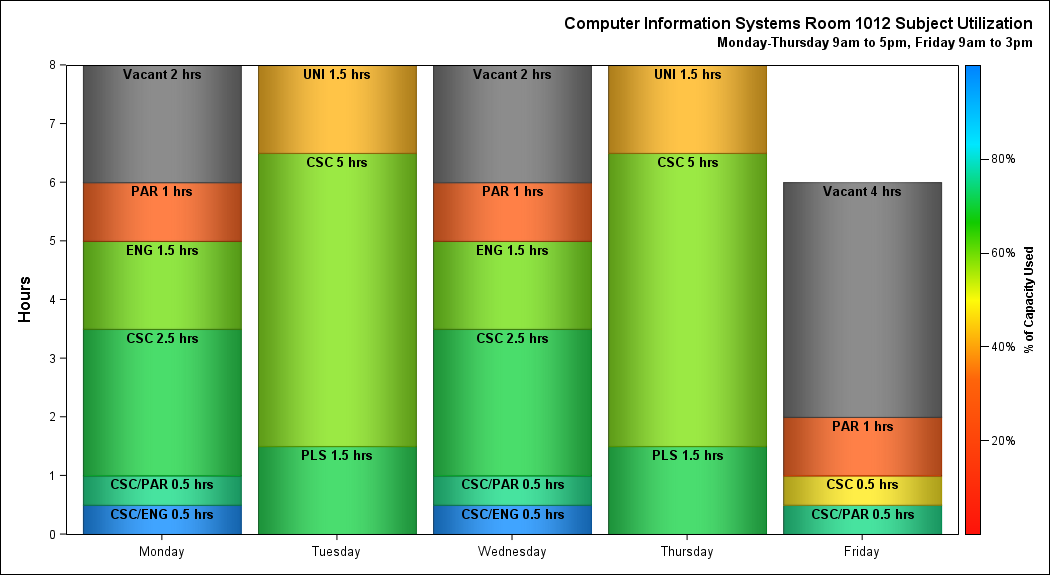 Computer Information Systems Room 1012 Subject Utilization
Monday-Thursday 9am to 5pm, Friday 9am to 3pm
Hours
8
7
6
5
4
3
2
1
0
Vacant 2 hrs
PAR 1 hrs
ENG 1.5 hrs
CSC 2.5 hrs
CSC/PAR 0.5 hrs
CSC/ENG 0.5 hrs
UNI 1.5 hrs
CSC 5 hrs
PLS 1.5 hrs
Vacant 2 hrs
PAR 1 hrs
ENG 1.5 hrs
CSC 2.5 hrs
CSC/PAR 0.5 hrs
CSC/ENG 0.5 hrs
UNI 1.5 hrs
CSC 5 hrs
PLS 1.5 hrs
Vacant 4 hrs
PAR 1 hrs
CSC 0.5 hrs
CSC/PAR 0.5 hrs
Monday
Tuesday
Wednesday
Thursday
Friday
80%
60%
40%
20%
% of Capacity Used